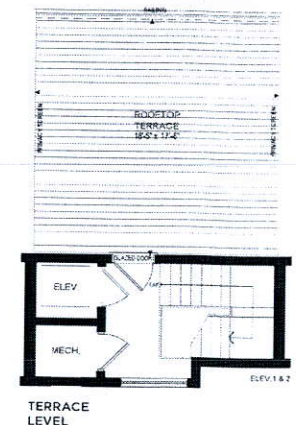 RAILING
PRIVACY SCREEN
ROOFTOP
TERRACE
PRIVACY SCREEN
GLAZED DOOR
ELEV.
MECH.
ELEV. 1 & 2
TERRACE
LEVEL